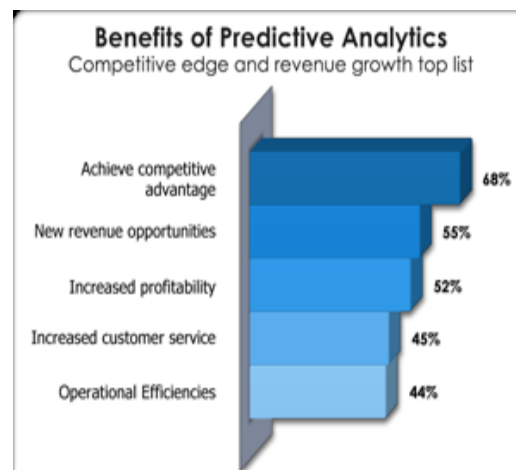 Benefits of Predictive Analytics
Competitive edge and revenue growth top list
Achieve competitive
advantage
68%
New revenue opportunities
55%
Increased profitability
52%
Increased customer service
45%
Operational Efficiencies
44%